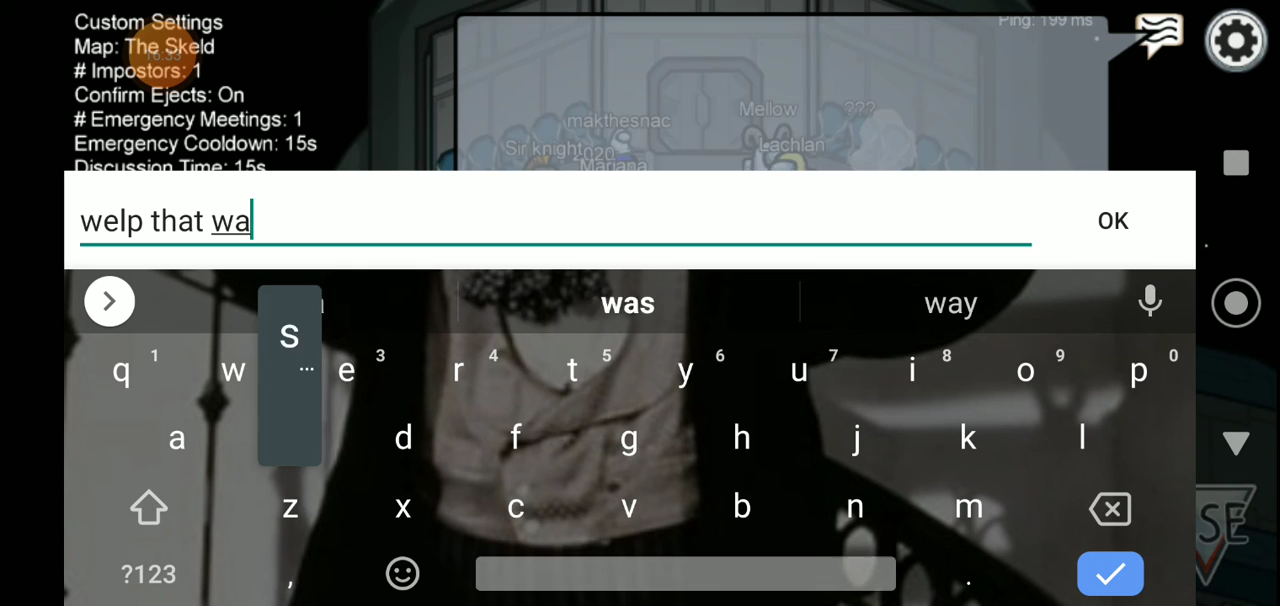 Custom Settings
Map: The Skeld
# Impostors: 1
Confirm Ejects: On
# Emergency Meetings: 1
Emergency Cooldown: 15s
Discussion Time: 15s
Ping: 199 ms
makthesnac
Mellow
???
Sir knight
2020
Lachlan
Mariana
welp that wa
OK
was
way
S
...
q 1 w e 3 r 4 t 5 y 6 u 7 i 8 o 9 p 0
a d f g h j k l
z x c v b n m
?123 , .
SE